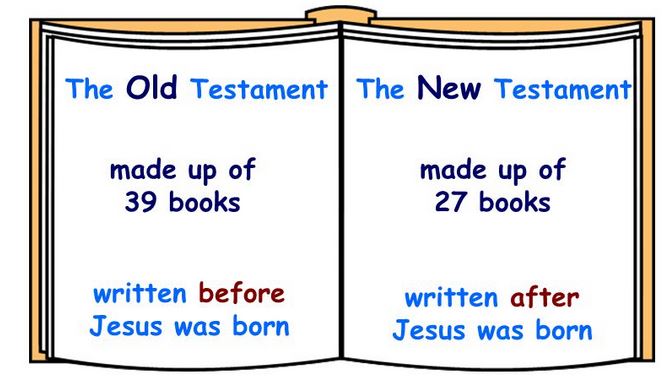 The Old Testament
made up of
39 books
written before
Jesus was born
The New Testament
made up of
27 books
written after
Jesus was born